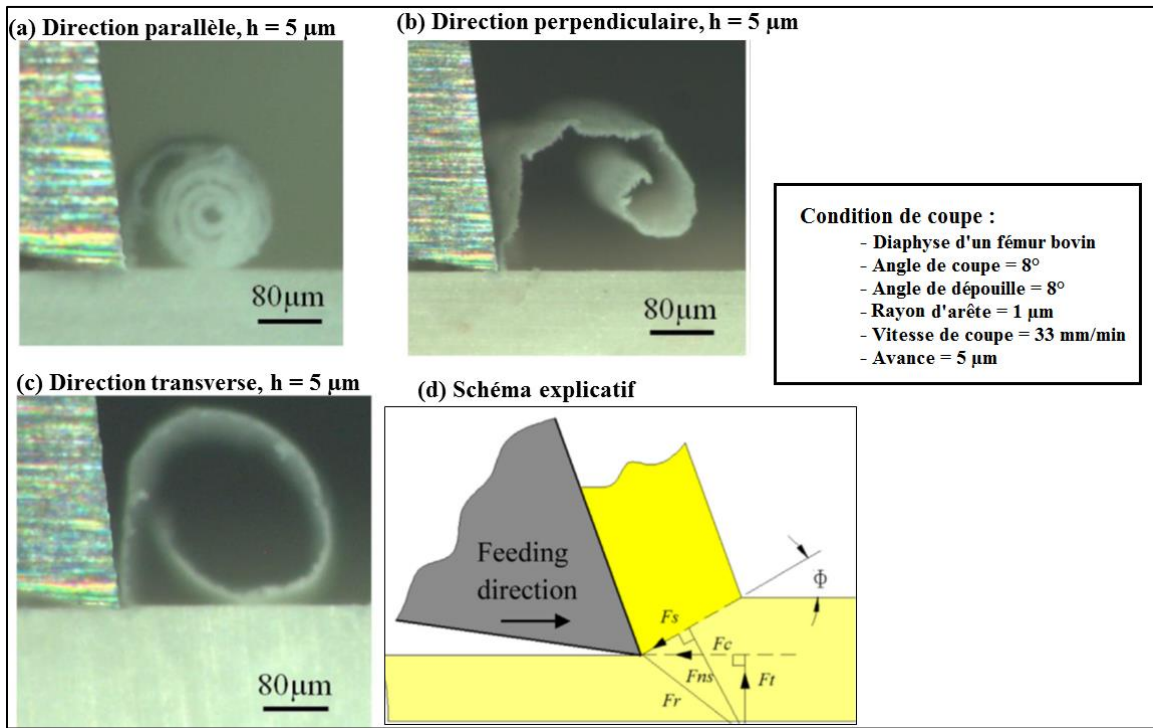 (a) Direction parallèle, h = 5 µm
(b) Direction perpendiculaire, h = 5 µm
80µm
80µm
Condition de coupe :
- Diaphyse d'un fémur bovin
- Angle de coupe = 8°
- Angle de dépouille = 8°
- Rayon d'arête = 1 µm
- Vitesse de coupe = 33 mm/min
- Avance = 5 µm
(c) Direction transverse, h = 5 µm
(d) Schéma explicatif
80µm
Feeding
direction
Φ
Fs
Fc
Fns
Ft
Fr